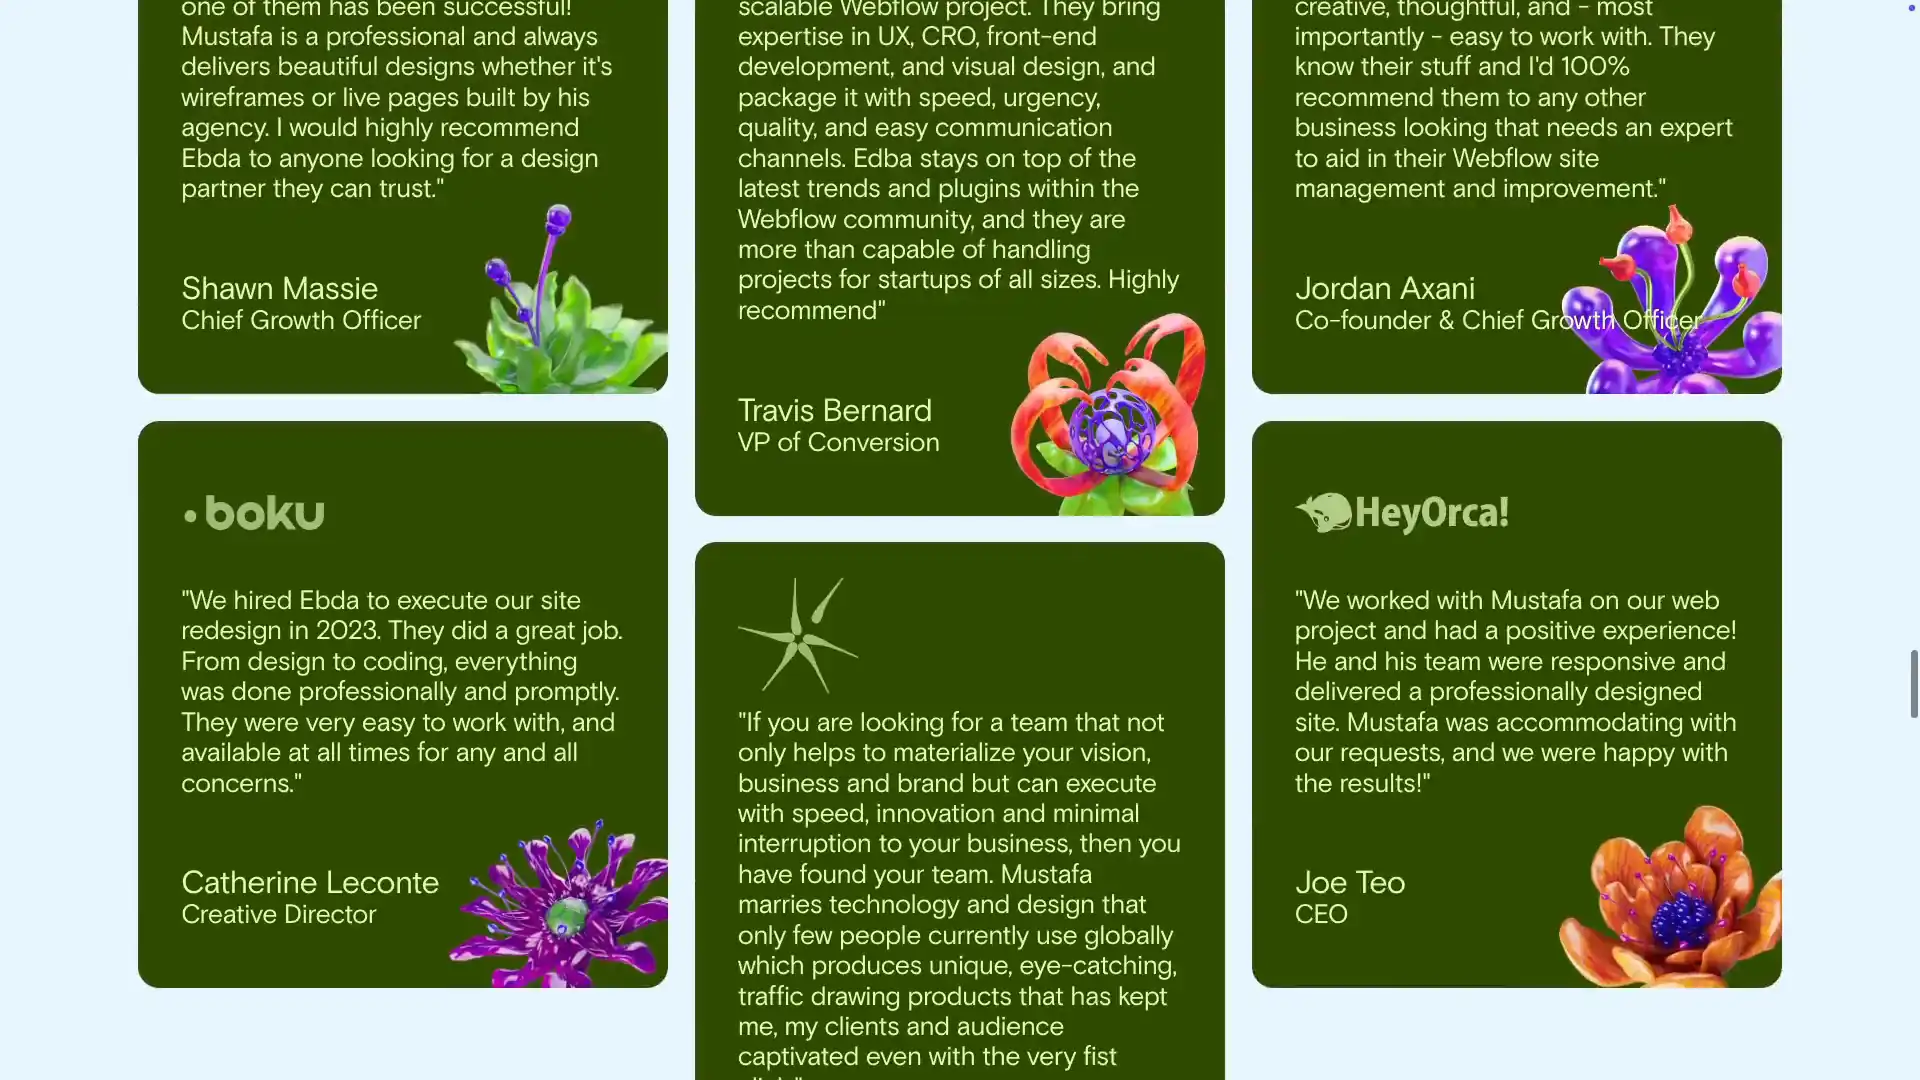 one of them has been successful!
Mustafa is a professional and always
delivers beautiful designs whether it's
wireframes or live pages built by his
agency. I would highly recommend
Ebda to anyone looking for a design
partner they can trust."
Shawn Massie
Chief Growth Officer
boku
"We hired Ebda to execute our site
redesign in 2023. They did a great job.
From design to coding, everything
was done professionally and promptly.
They were very easy to work with, and
available at all times for any and all
concerns."
Catherine Leconte
Creative Director
scalable Webflow project. They bring
expertise in UX, CRO, front-end
development, and visual design, and
package it with speed, urgency,
quality, and easy communication
channels. Edba stays on top of the
latest trends and plugins within the
Webflow community, and they are
more than capable of handling
projects for startups of all sizes. Highly
recommend"
Travis Bernard
VP of Conversion
"If you are looking for a team that not
only helps to materialize your vision,
business and brand but can execute
with speed, innovation and minimal
interruption to your business, then you
have found your team. Mustafa
marries technology and design that
only few people currently use globally
which produces unique, eye-catching,
traffic drawing products that has kept
me, my clients and audience
captivated even with the very fist
creative, thoughtful, and - most
importantly - easy to work with. They
know their stuff and I'd 100%
recommend them to any other
business looking that needs an expert
to aid in their Webflow site
management and improvement."
Jordan Axani
Co-founder & Chief Growth Officer
HeyOrca!
"We worked with Mustafa on our web
project and had a positive experience!
He and his team were responsive and
delivered a professionally designed
site. Mustafa was accommodating with
our requests, and we were happy with
the results!"
Joe Teo
CEO